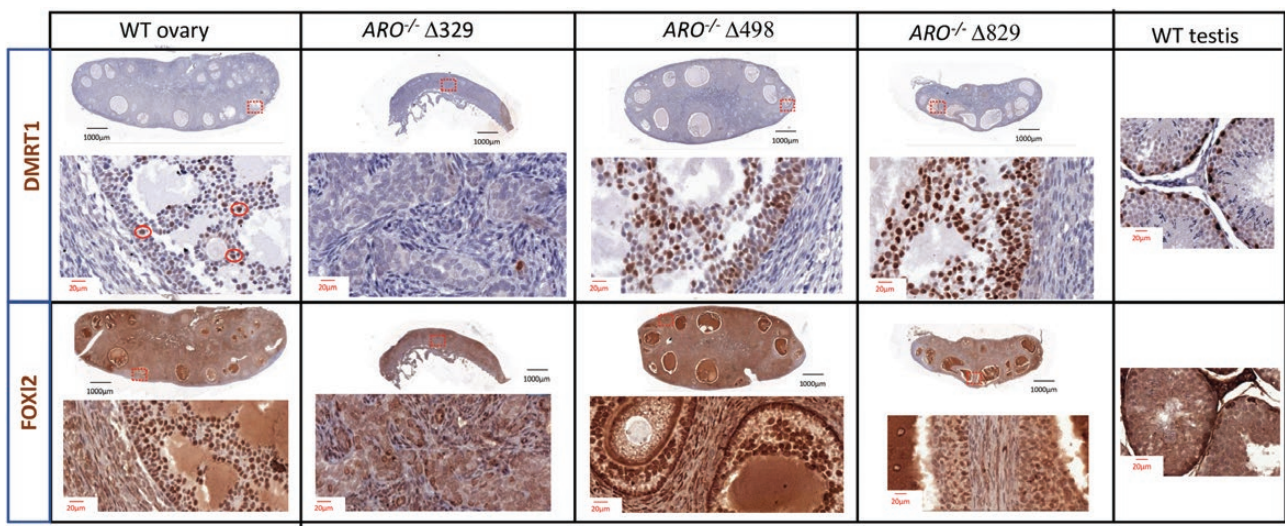 WT ovary
ARO-/- Δ329
ARO-/- Δ498
ARO-/- Δ829
WT testis
DMRT1
1000µm
1000µm
1000µm
1000µm
20µm
20µm
20µm
20µm
20µm
FOXl2
1000µm
1000µm
1000µm
1000µm
20µm
20µm
20µm
20µm
20µm